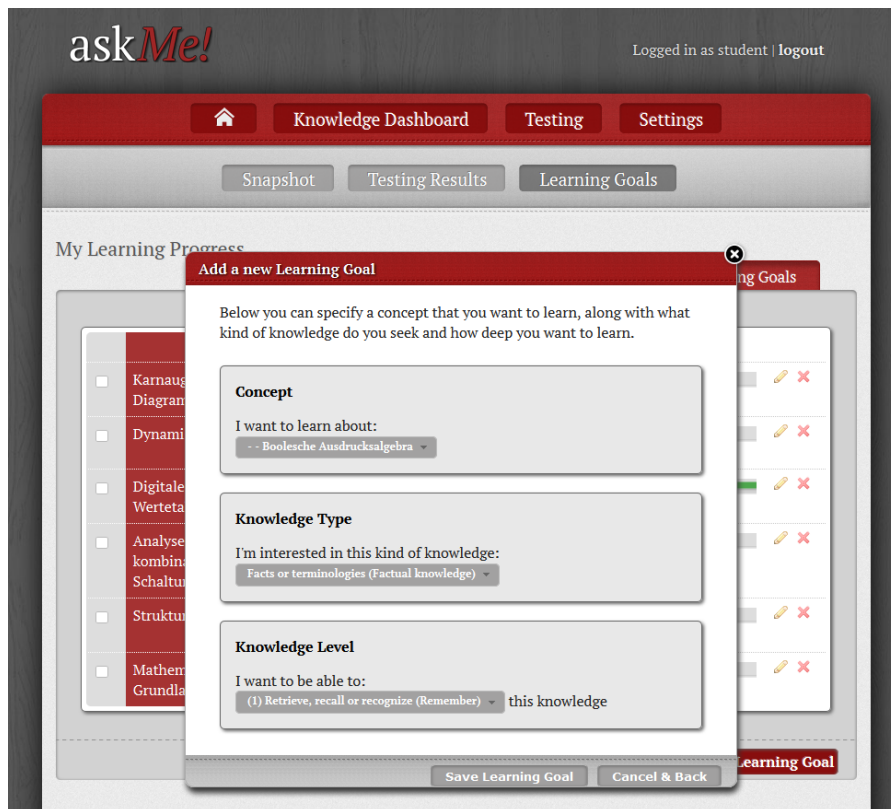 askMe!
Logged in as student | logout
Knowledge Dashboard
Testing
Settings
Snapshot
Testing Results
Learning Goals
My Learning Progress
Goals
Add a new Learning Goal
Below you can specify a concept that you want to learn, along with what
kind of knowledge do you seek and how deep you want to learn.
Concept
I want to learn about:
- - Boolesche Ausdrucksalgebra
Knowledge Type
I'm interested in this kind of knowledge:
Facts or terminologies (Factual knowledge)
Knowledge Level
I want to be able to:
(1) Retrieve, recall or recognize (Remember) this knowledge
Save Learning Goal
Cancel & Back
Learning Goal